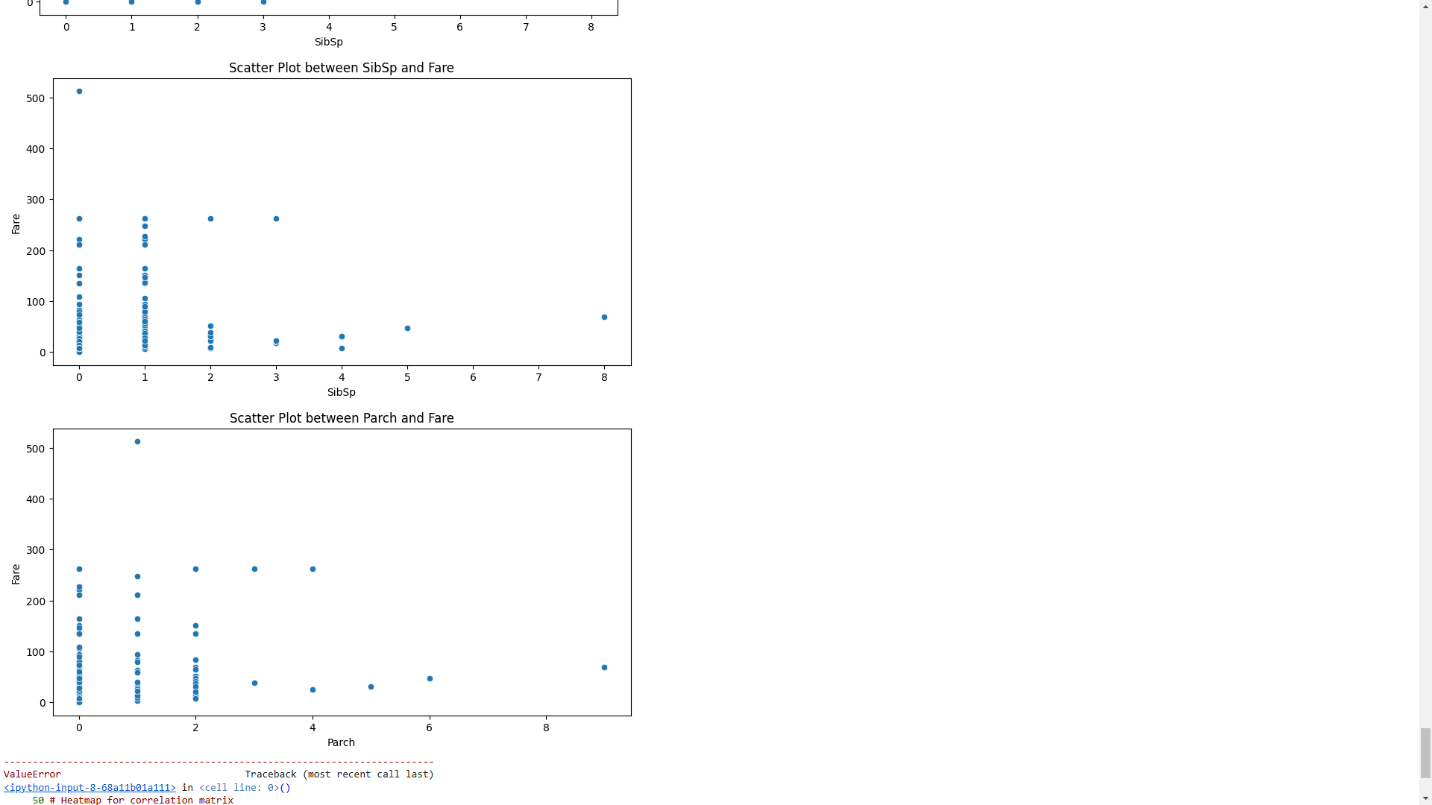 0
0 1 2 3 4 5 6 7 8
SibSp
Scatter Plot between SibSp and Fare
500
400
300
200
100
0
Fare
0 1 2 3 4 5 6 7 8
SibSp
Scatter Plot between Parch and Fare
500
400
300
200
100
0
Fare
0 2 4 6 8
Parch
---------------------------------------------------------------------------
ValueError                                Traceback (most recent call last)
<ipython-input-8-68a11b01a111> in <cell line: 0>()
     50 # Heatmap for correlation matrix